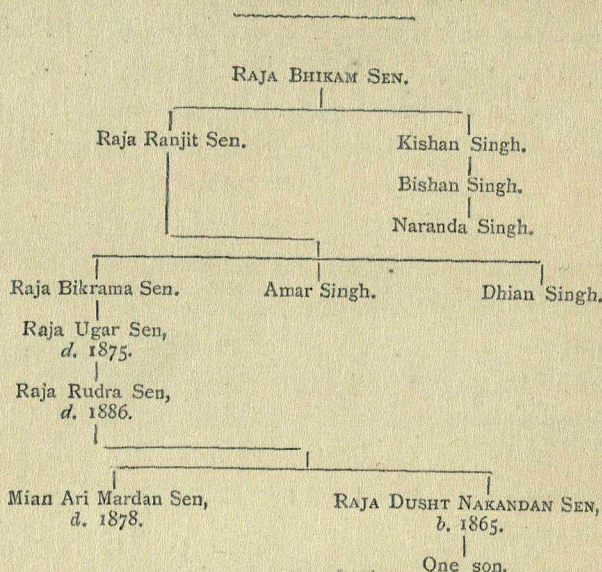 RAJA BHIKAM SEN.
Raja Ranjit Sen. Kishan Singh.
Bishan Singh.
Naranda Singh.
Raja Bikrama Sen. Amar Singh. Dhian Singh.
Raja Ugar Sen,
d. 1875.
Raja Rudra Sen,
d. 1886.
Mian Ari Mardan Sen, RAJA DUSHT NAKANDAN SEN,
d. 1878. b. 1865.
One son.